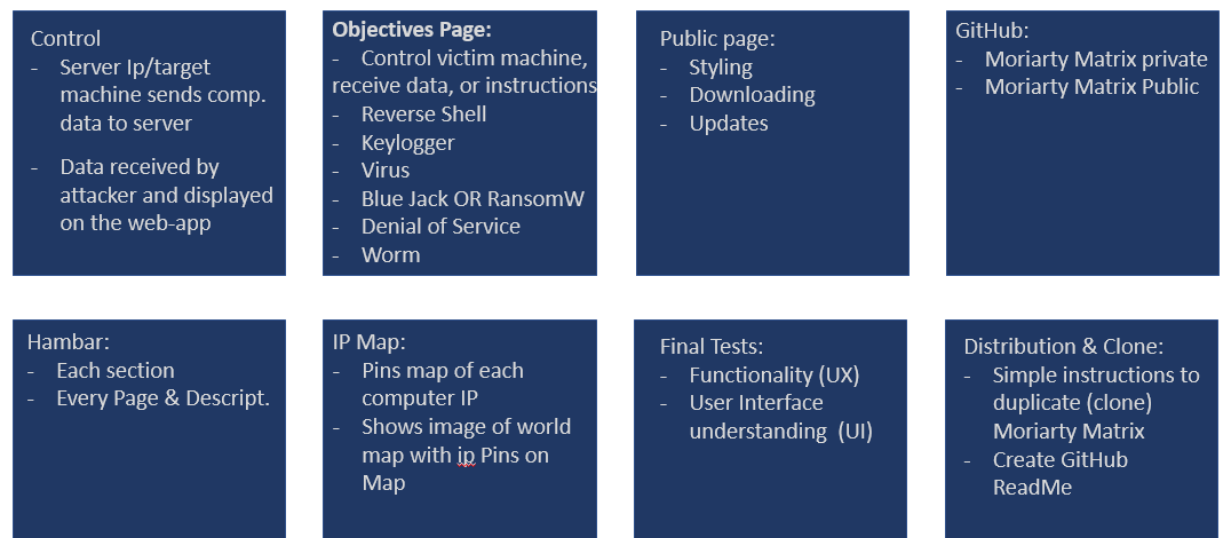 Control
- Server Ip/target
machine sends comp.
data to server
- Data received by
attacker and displayed
on the web-app
Objectives Page:
- Control victim machine,
receive data, or instructions
- Reverse Shell
- Keylogger
- Virus
- Blue Jack OR RansomW
- Denial of Service
- Worm
Public page:
- Styling
- Downloading
- Updates
GitHub:
- Moriarty Matrix private
- Moriarty Matrix Public
Hambar:
- Each section
- Every Page & Descript.
IP Map:
- Pins map of each
computer IP
- Shows image of world
map with ip Pins on
Map
Final Tests:
- Functionality (UX)
- User Interface
understanding (UI)
Distribution & Clone:
- Simple instructions to
duplicate (clone)
Moriarty Matrix
- Create GitHub
ReadMe